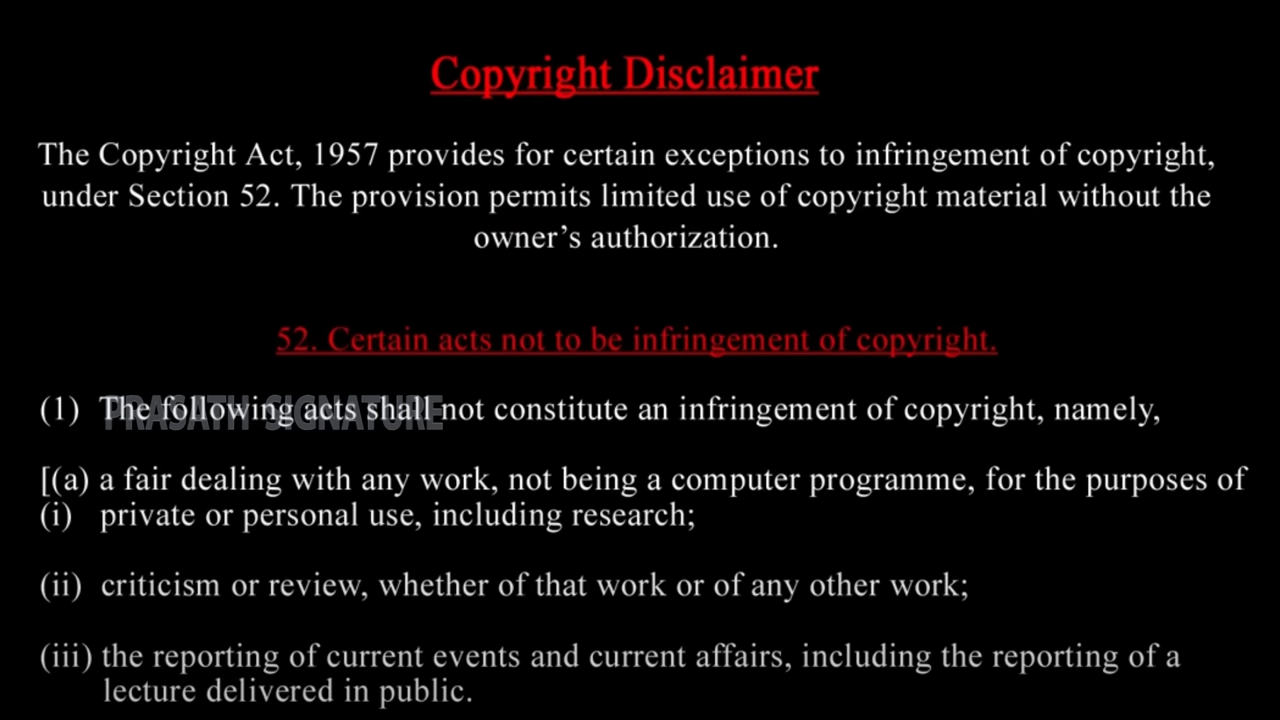 Copyright Disclaimer
The Copyright Act, 1957 provides for certain exceptions to infringement of copyright,
under Section 52. The provision permits limited use of copyright material without the
owner’s authorization.
52. Certain acts not to be infringement of copyright.
(1) The following acts shall not constitute an infringement of copyright, namely,
PRASATH SIGNATURE
[(a) a fair dealing with any work, not being a computer programme, for the purposes of
(i) private or personal use, including research;
(ii) criticism or review, whether of that work or of any other work;
(iii) the reporting of current events and current affairs, including the reporting of a
lecture delivered in public.